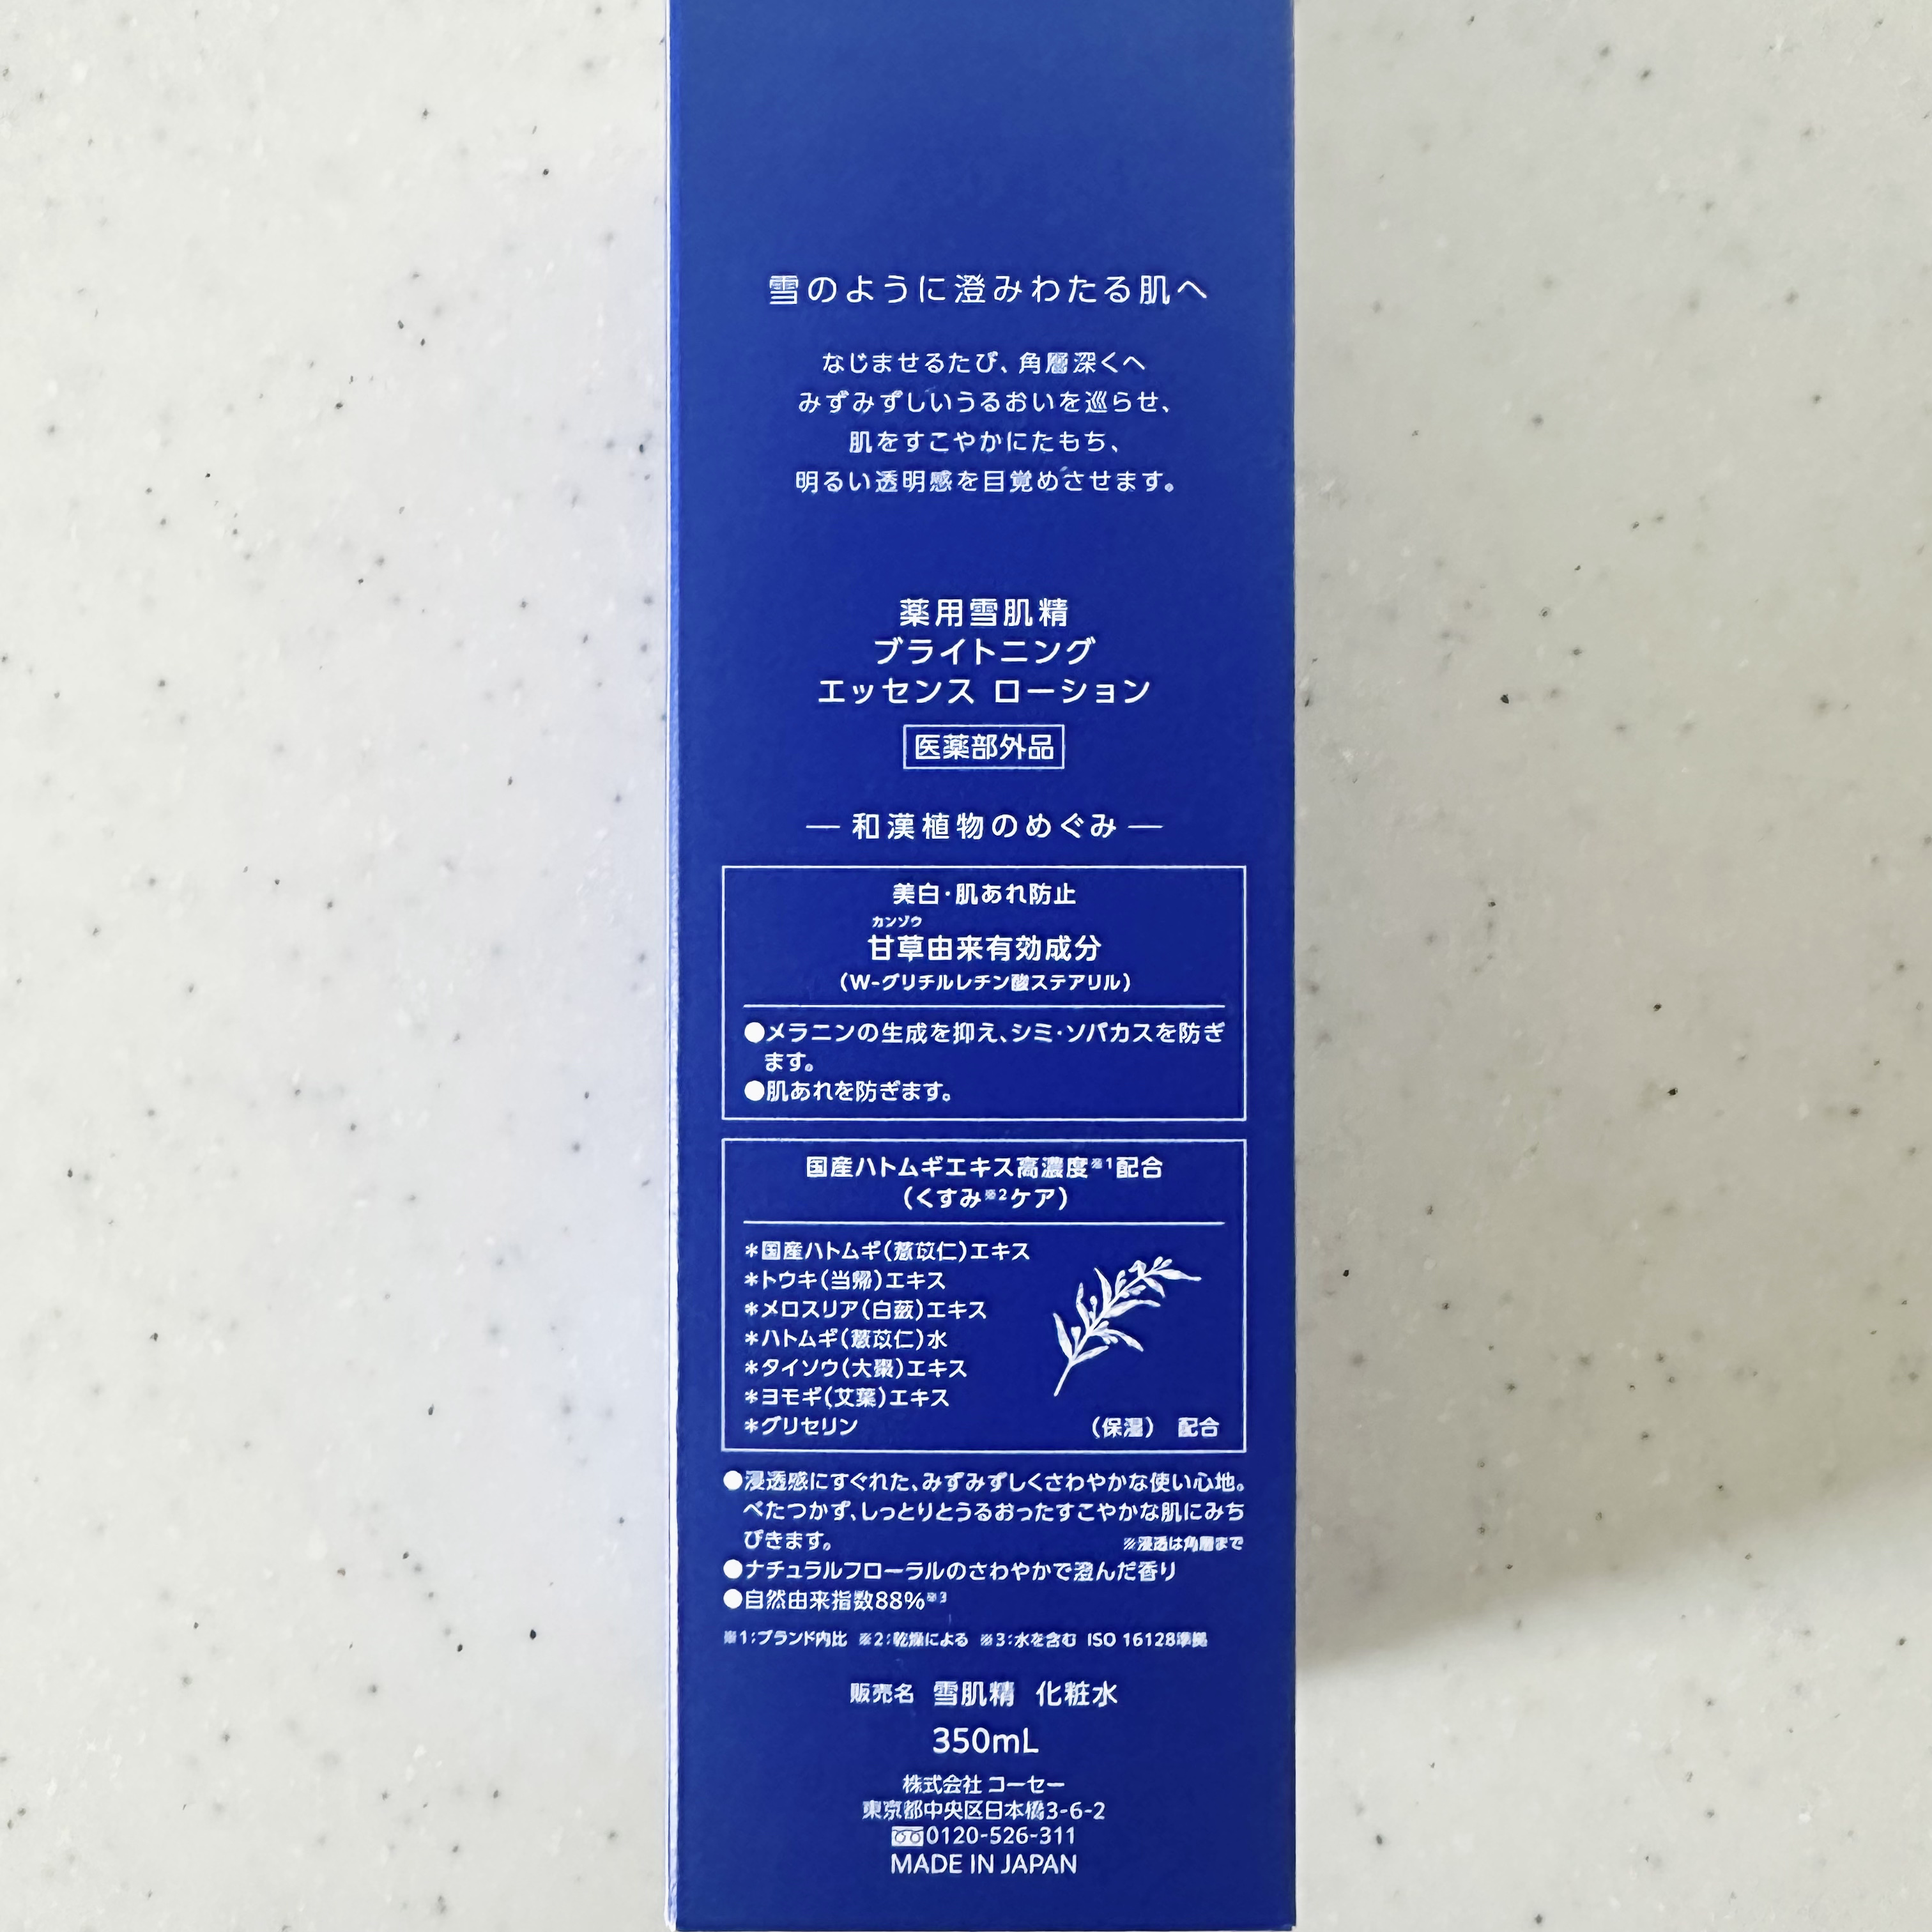 雪のように澄みわたる肌へ
なじませるたび、角層深くへ
みずみずしいうるおいを巡らせ、
肌をすこやかにたもち、
明るい透明感を目覚めさせます。
薬用雪肌精
ブライトニング
エッセンス ローション
医薬部外品
― 和漢植物のめぐみ ―
美白・肌あれ防止
カンゾウ
甘草由来有効成分
（W-グリチルレチン酸ステアリル）
●メラニンの生成を抑え、シミ・ソバカスを防ぎ
ます。
●肌あれを防ぎます。
国産ハトムギエキス高濃度※1配合
（くすみ※2ケア）
＊国産ハトムギ（薏苡仁）エキス
＊トウキ（当帰）エキス
＊メロスリア（白蘞）エキス
＊ハトムギ（薏苡仁）水
＊タイソウ（大棗）エキス
＊ヨモギ（艾葉）エキス
＊グリセリン （保湿） 配合
●浸透感にすぐれた、みずみずしくさわやかな使い心地。
べたつかず、しっとりとうるおったすこやかな肌にみち
びきます。 ※浸透は角層まで
●ナチュラルフローラルのさわやかで澄んだ香り
●自然由来指数88%※3
※1：ブランド内比 ※2：乾燥による ※3：水を含む ISO 16128準拠
販売名 雪肌精 化粧水
350mL
株式会社 コーセー
東京都中央区日本橋3-6-2
0120-526-311
MADE IN JAPAN